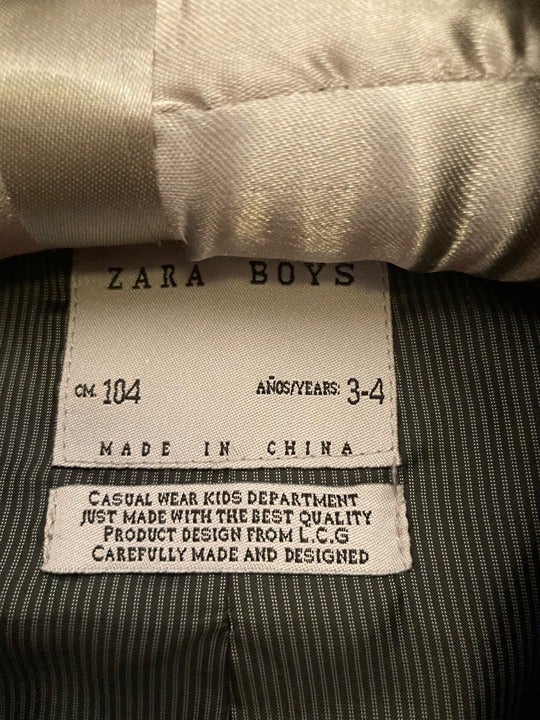 ZARA BOYS
CM. 104 AÑOS/YEARS: 3-4
MADE IN CHINA
CASUAL WEAR KIDS DEPARTMENT
JUST MADE WITH THE BEST QUALITY
PRODUCT DESIGN FROM L.C.G
CAREFULLY MADE AND DESIGNED